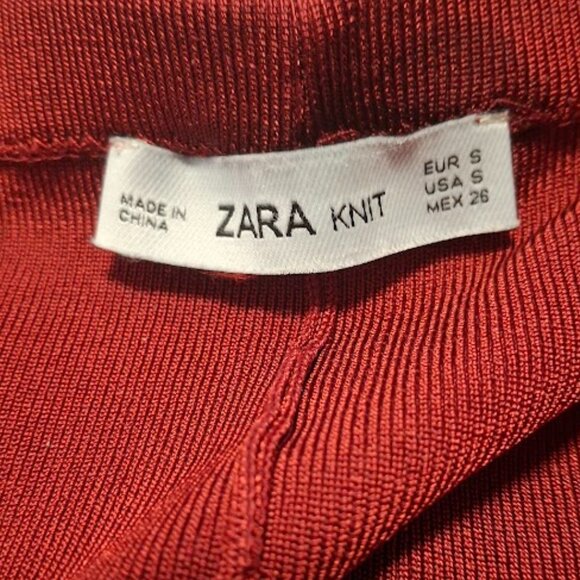 MADE IN
CHINA
ZARA KNIT
EUR S
USA S
MEX 26